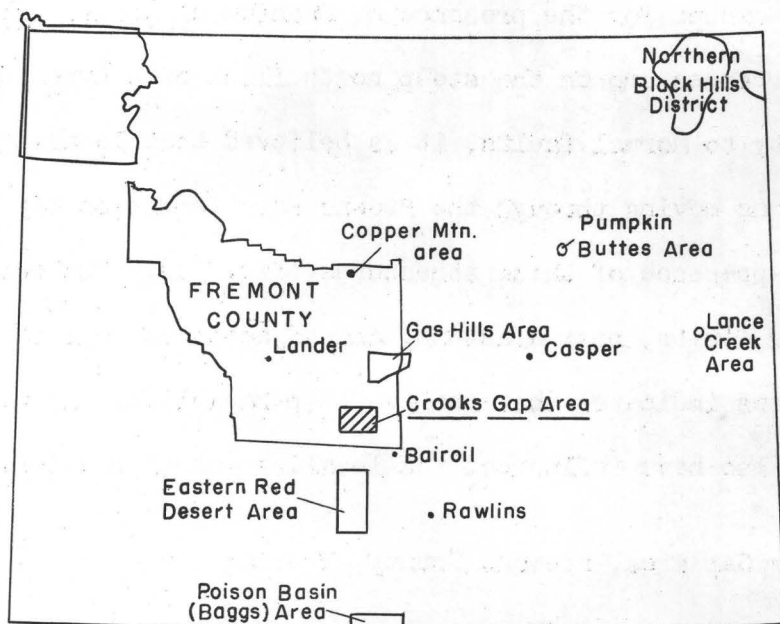 Northern
Black Hills
District
Pumpkin
Buttes Area
Copper Mtn.
area
FREMONT
COUNTY
Gas Hills Area
Lance
Creek
Area
Lander
Casper
Crooks Gap Area
Bairoil
Eastern Red
Desert Area
Rawlins
Poison Basin
(Baggs) Area